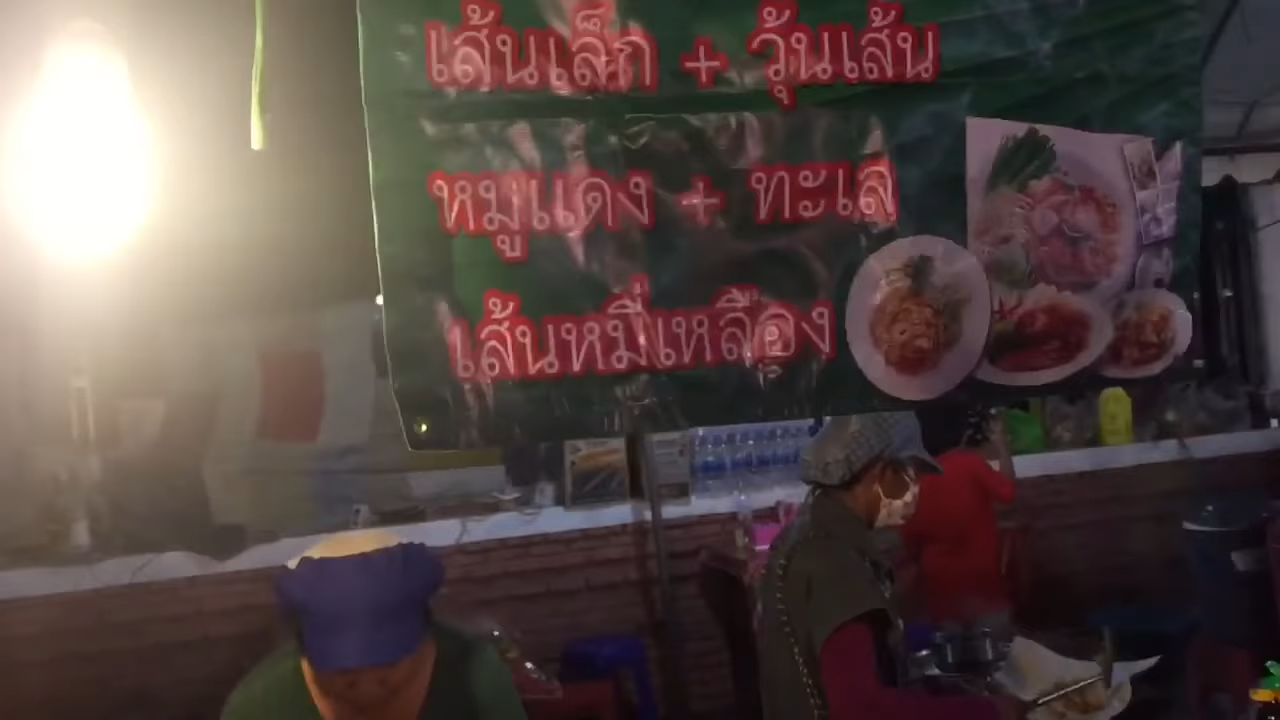 เส้นเล็ก + วุ้นเส้น
หมูแดง + ทะเล
เส้นหมี่เหลือง